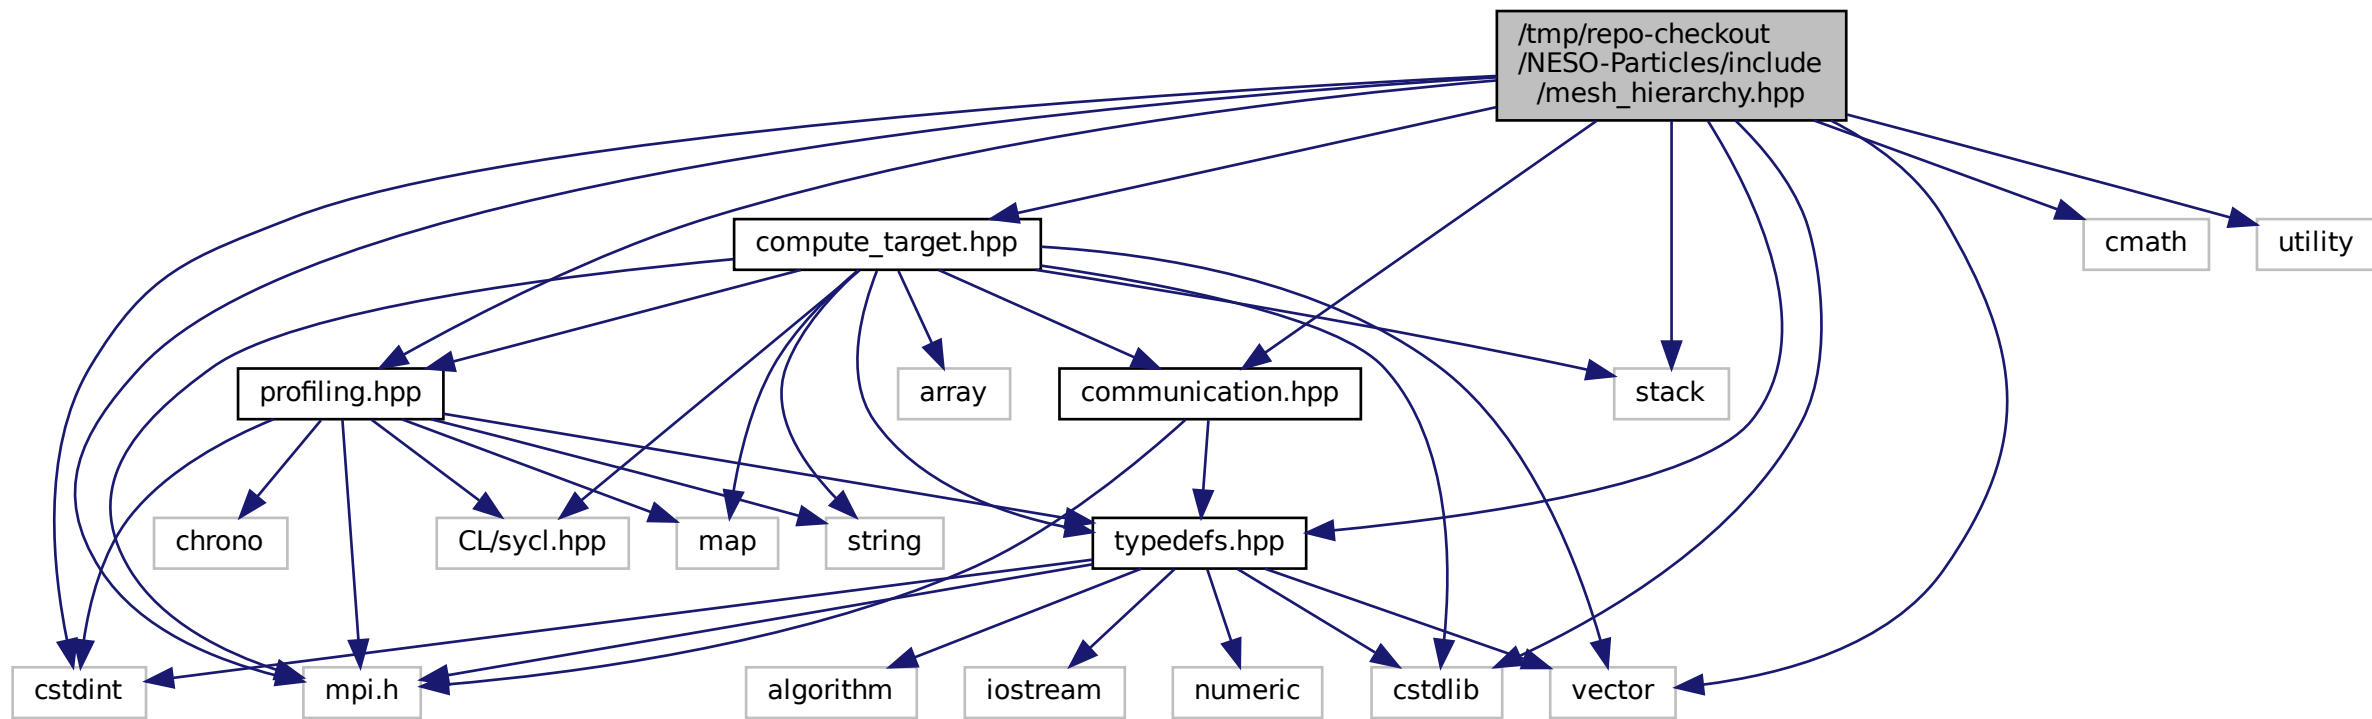 /tmp/repo-checkout
/NESO-Particles/include
/mesh_hierarchy.hpp
compute_target.hpp
cmath
utility
profiling.hpp
array
communication.hpp
stack
chrono
CL/sycl.hpp
map
string
typedefs.hpp
cstdint
mpi.h
algorithm
iostream
numeric
cstdlib
vector